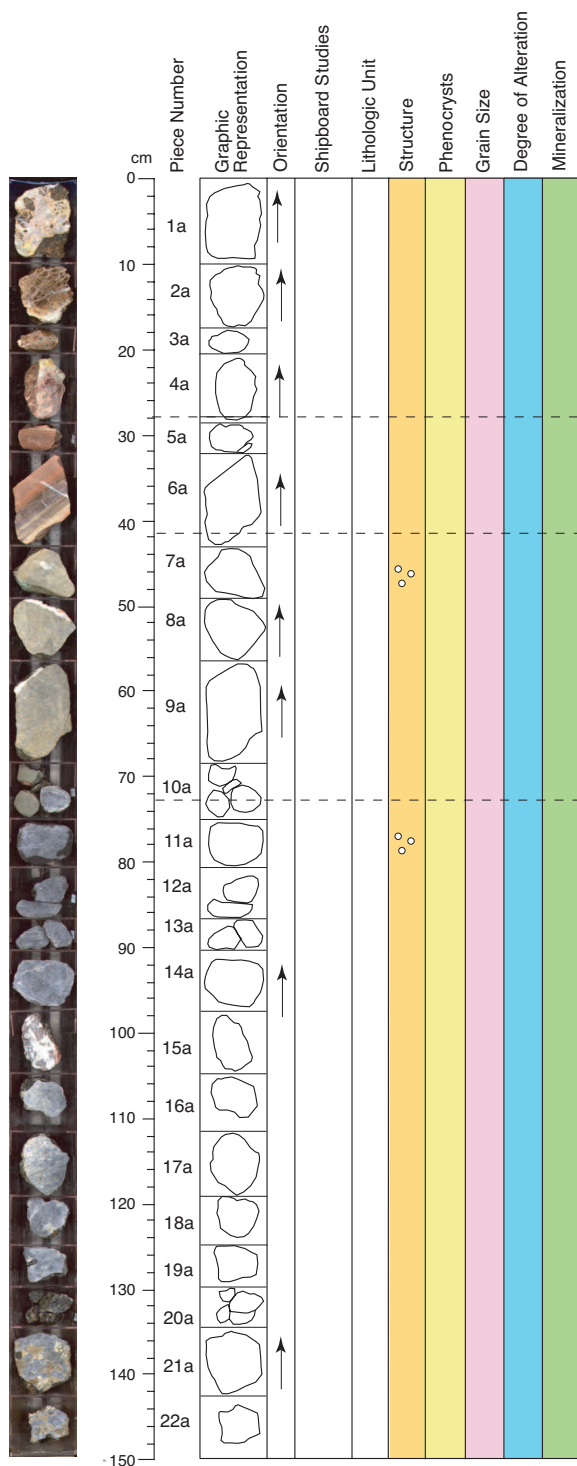 cm
Piece Number
Graphic
Representation
Orientation
Shipboard Studies
Lithologic Unit
Structure
Phenocrysts
Grain Size
Degree of Alteration
Mineralization
0
1a
10
2a
3a
20
4a
30
5a
6a
40
7a
50
8a
60
9a
70
10a
11a
80
12a
13a
90
14a
100
15a
16a
110
17a
120
18a
19a
130
20a
21a
140
22a
150